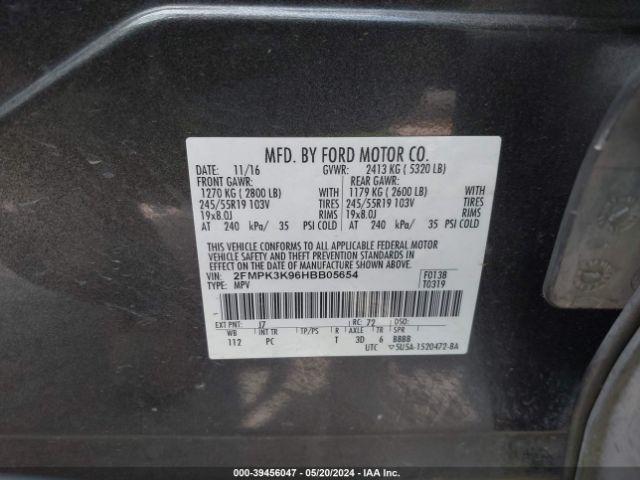 MFD. BY FORD MOTOR CO.
DATE: 11/16 GVWR: 2413 KG ( 5320 LB)
FRONT GAWR: REAR GAWR:
1270 KG ( 2800 LB) WITH 1179 KG ( 2600 LB) WITH
245/55R19 103V TIRES 245/55R19 103V TIRES
19x8.0J RIMS 19x8.0J RIMS
AT 240 kPa/ 35 PSI COLD AT 240 kPa/ 35 PSI COLD
THIS VEHICLE CONFORMS TO ALL APPLICABLE FEDERAL MOTOR
VEHICLE SAFETY AND THEFT PREVENTION STANDARDS IN
EFFECT ON THE DATE OF MANUFACTURE SHOWN ABOVE.
VIN: 2FMPK3K96HBB05654 F0138
TYPE: MPV T0319
EXT PNT: J7 RC: 72 DSO:
WB INT TR TP/PS R AXLE TR SPR
112 PC T 3D 6 BBBB
UTC ▽5U5A-1520472-BA
000-39456047 - 05/20/2024 - IAA Inc.